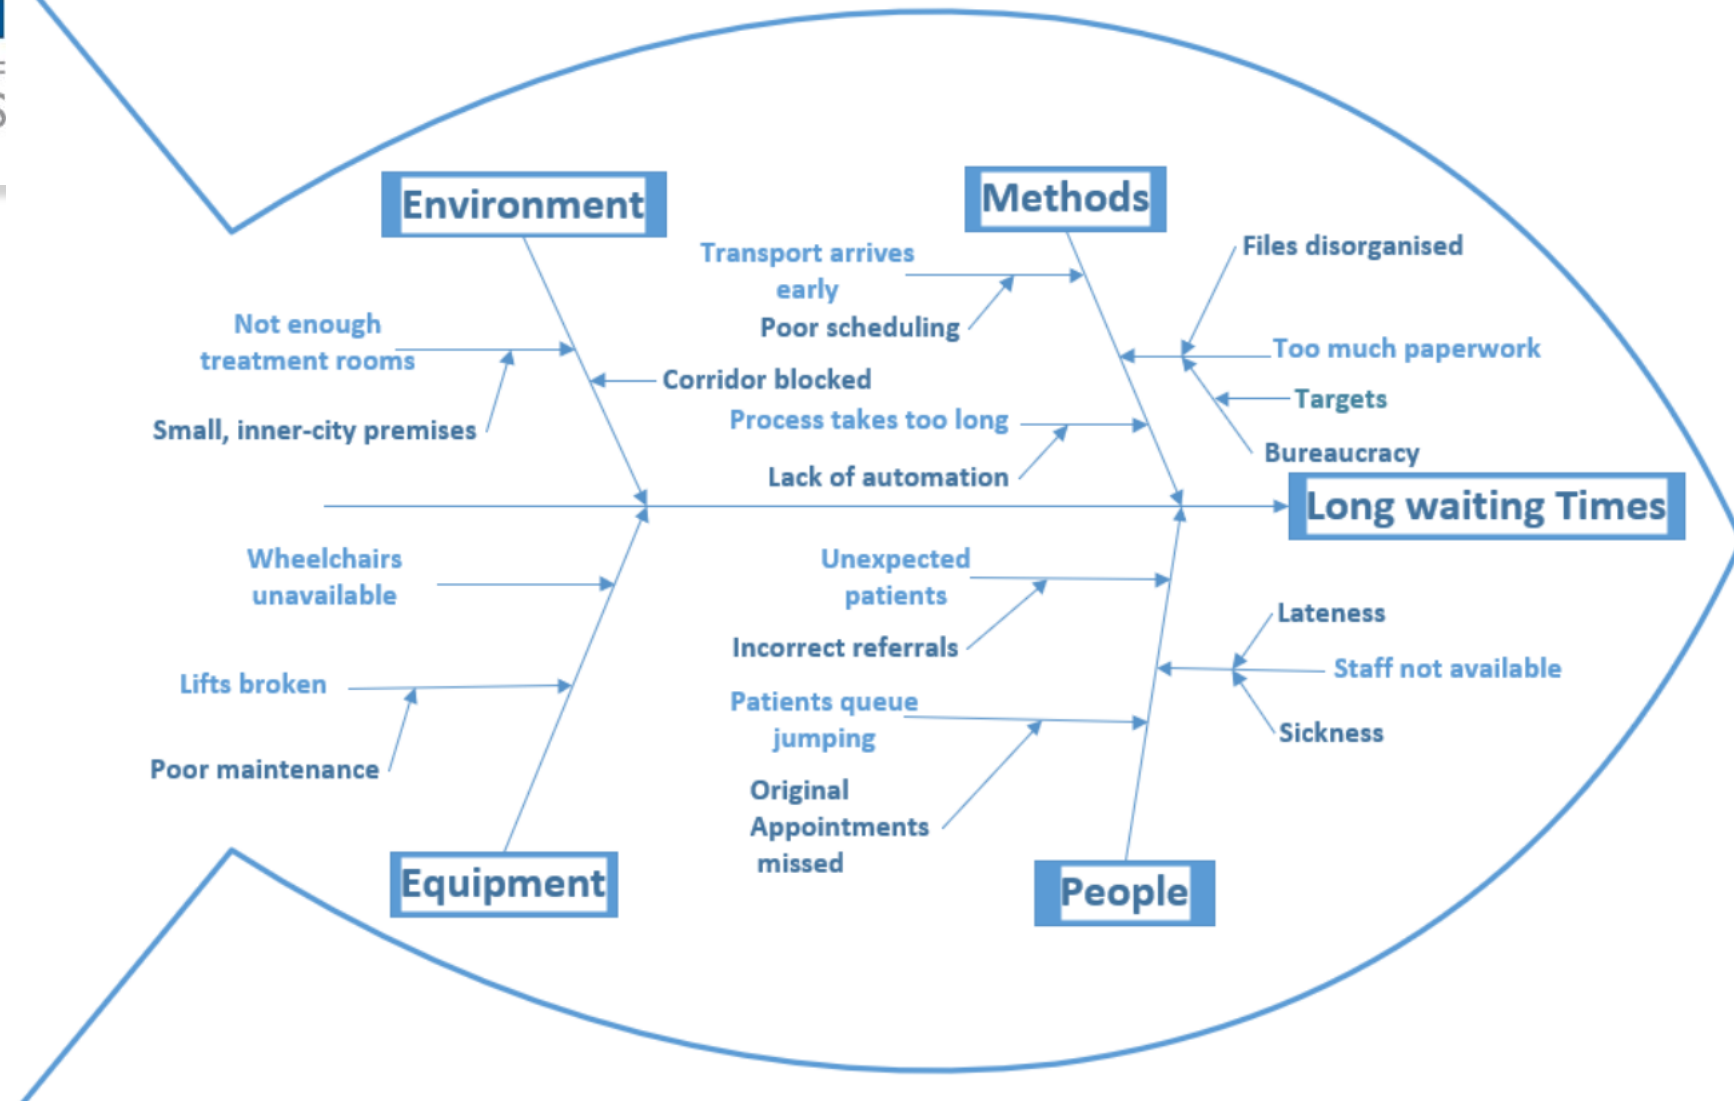 Environment
Methods
Transport arrives
early
Poor scheduling
Files disorganised
Not enough
treatment rooms
Too much paperwork
Corridor blocked
Targets
Process takes too long
Small, inner-city premises
Bureaucracy
Lack of automation
Long waiting Times
Wheelchairs
unavailable
Unexpected
patients
Lateness
Incorrect referrals
Staff not available
Lifts broken
Patients queue
jumping
Sickness
Poor maintenance
Original
Appointments
missed
Equipment
People